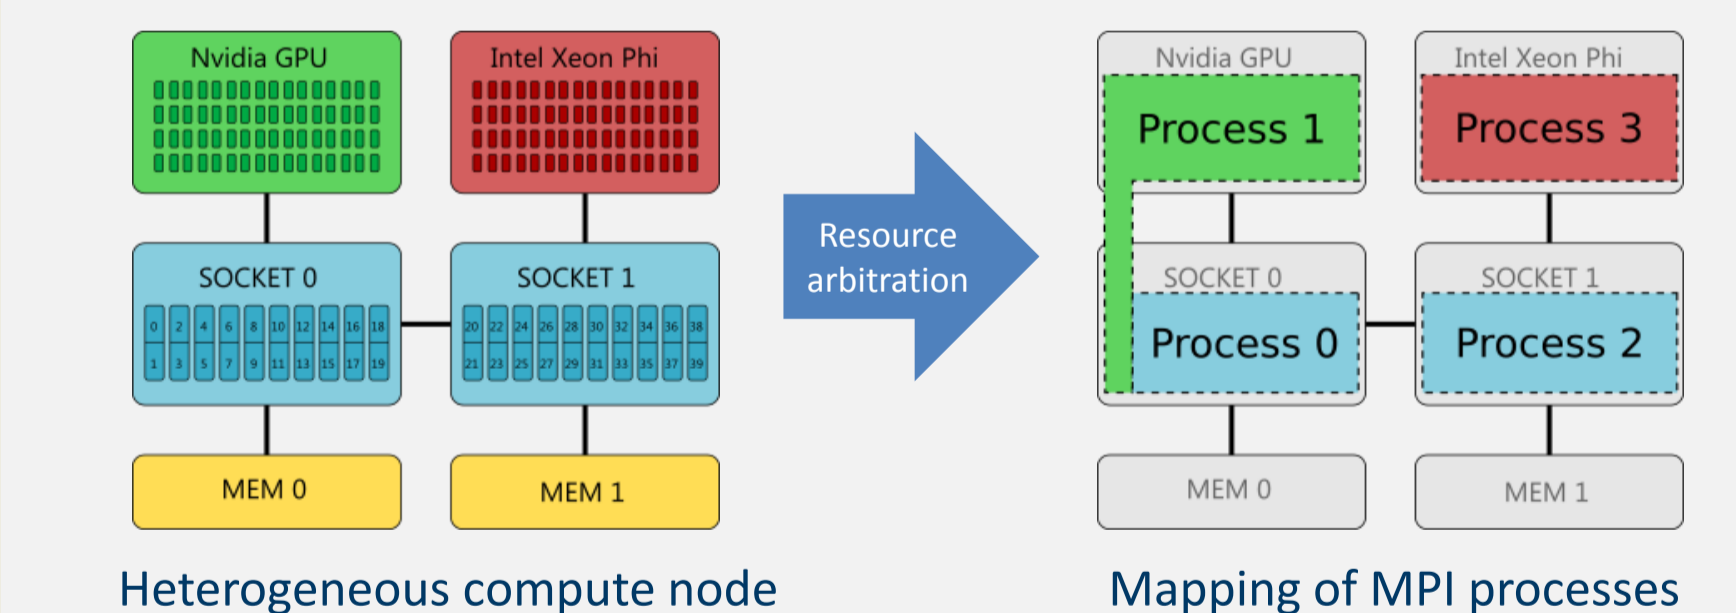 Nvidia GPU
Intel Xeon Phi
SOCKET 0
0 2 4 6 8 10 12 14 16 18
1 3 5 7 9 11 13 15 17 19
SOCKET 1
20 22 24 26 28 30 32 34 36 38
21 23 25 27 29 31 33 35 37 39
MEM 0
MEM 1
Heterogeneous compute node
Resource
arbitration
Nvidia GPU
Process 1
Intel Xeon Phi
Process 3
SOCKET 0
Process 0
SOCKET 1
Process 2
MEM 0
MEM 1
Mapping of MPI processes